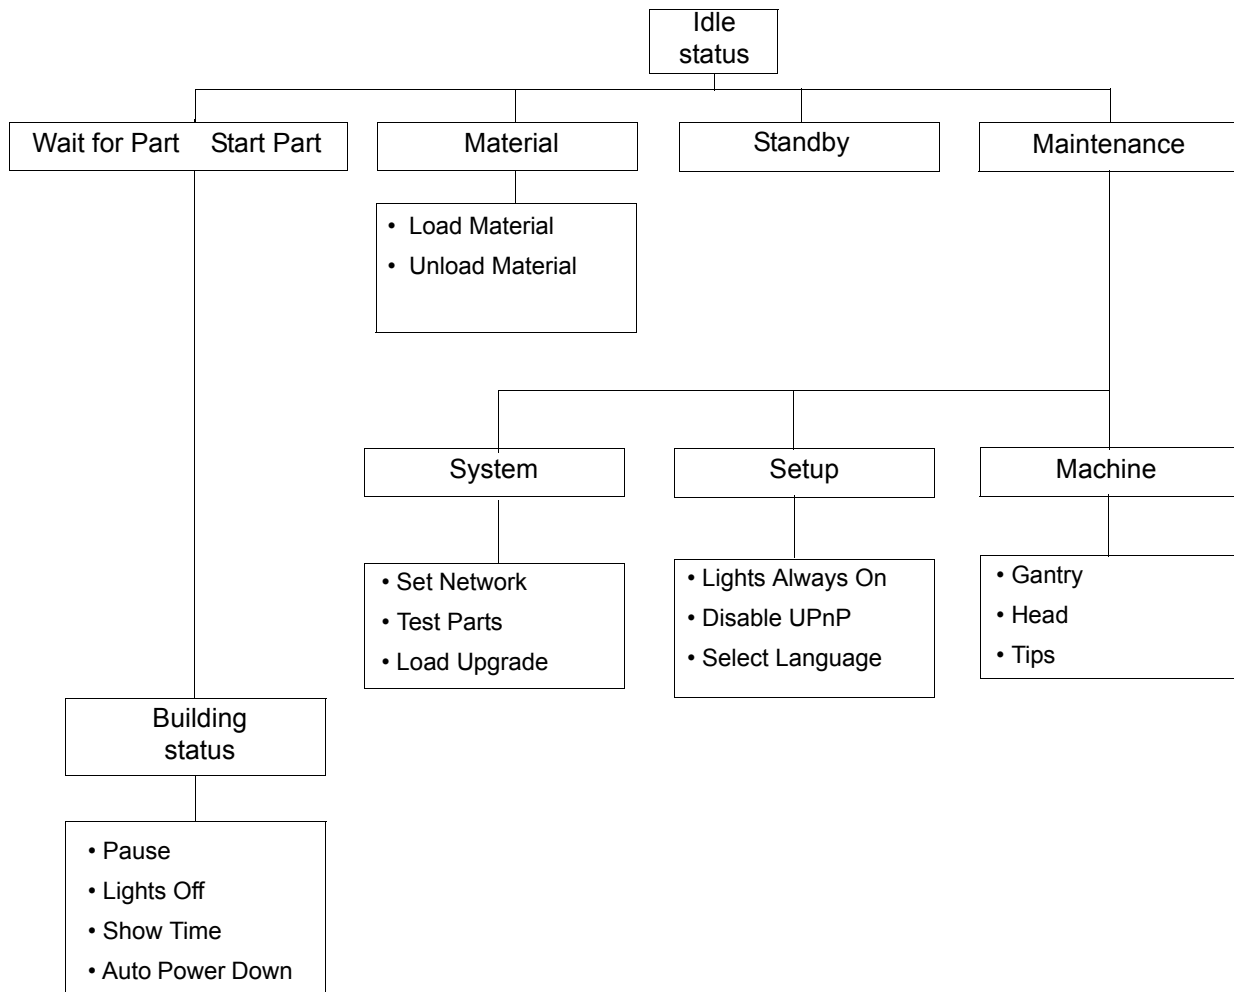 Idle
status
Wait for Part Start Part
Material
Standby
Maintenance
• Load Material
• Unload Material
System
Setup
Machine
• Set Network
• Test Parts
• Load Upgrade
• Lights Always On
• Disable UPnP
• Select Language
• Gantry
• Head
• Tips
Building
status
• Pause
• Lights Off
• Show Time
• Auto Power Down